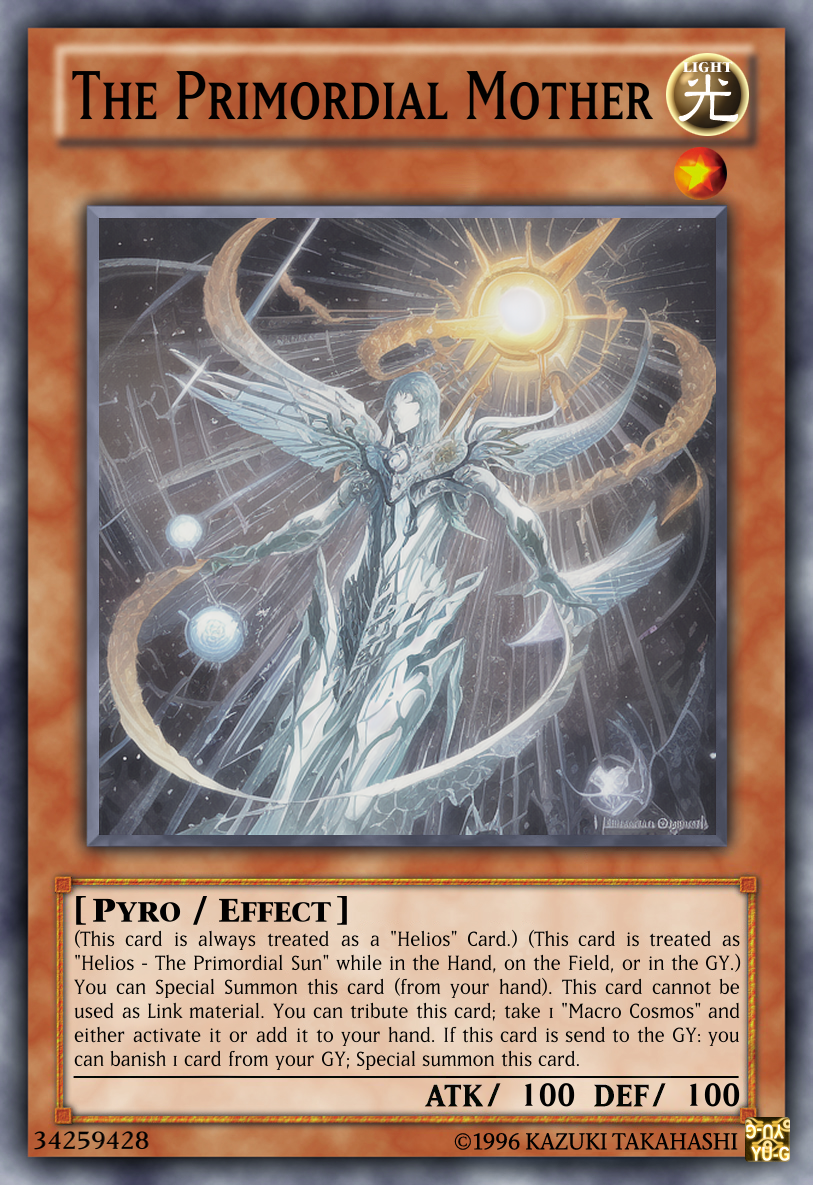 The Primordial Mother
LIGHT
光
[ Pyro / Effect ]
(This card is always treated as a "Helios" Card.) (This card is treated as
"Helios - The Primordial Sun" while in the Hand, on the Field, or in the GY.)
You can Special Summon this card (from your hand). This card cannot be
used as Link material. You can tribute this card; take 1 "Macro Cosmos" and
either activate it or add it to your hand. If this card is send to the GY: you
can banish 1 card from your GY; Special summon this card.
ATK/ 100 DEF/ 100
34259428
©1996 KAZUKI TAKAHASHI